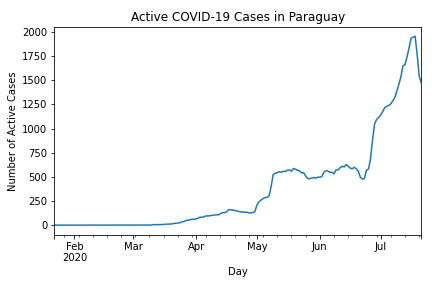 Active COVID-19 Cases in Paraguay
Number of Active Cases
2000
1750
1500
1250
1000
750
500
250
0
Feb
2020
Mar
Apr
May
Jun
Jul
Day